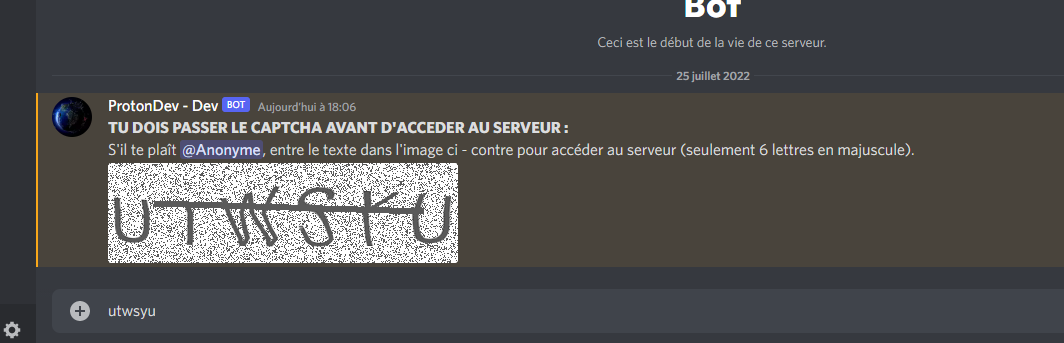 Bot
Ceci est le début de la vie de ce serveur.
25 juillet 2022
ProtonDev - Dev BOT Aujourd'hui à 18:06
TU DOIS PASSER LE CAPTCHA AVANT D'ACCEDER AU SERVEUR :
S'il te plaît @Anonyme, entre le texte dans l'image ci - contre pour accéder au serveur (seulement 6 lettres en majuscule).
utwsyu